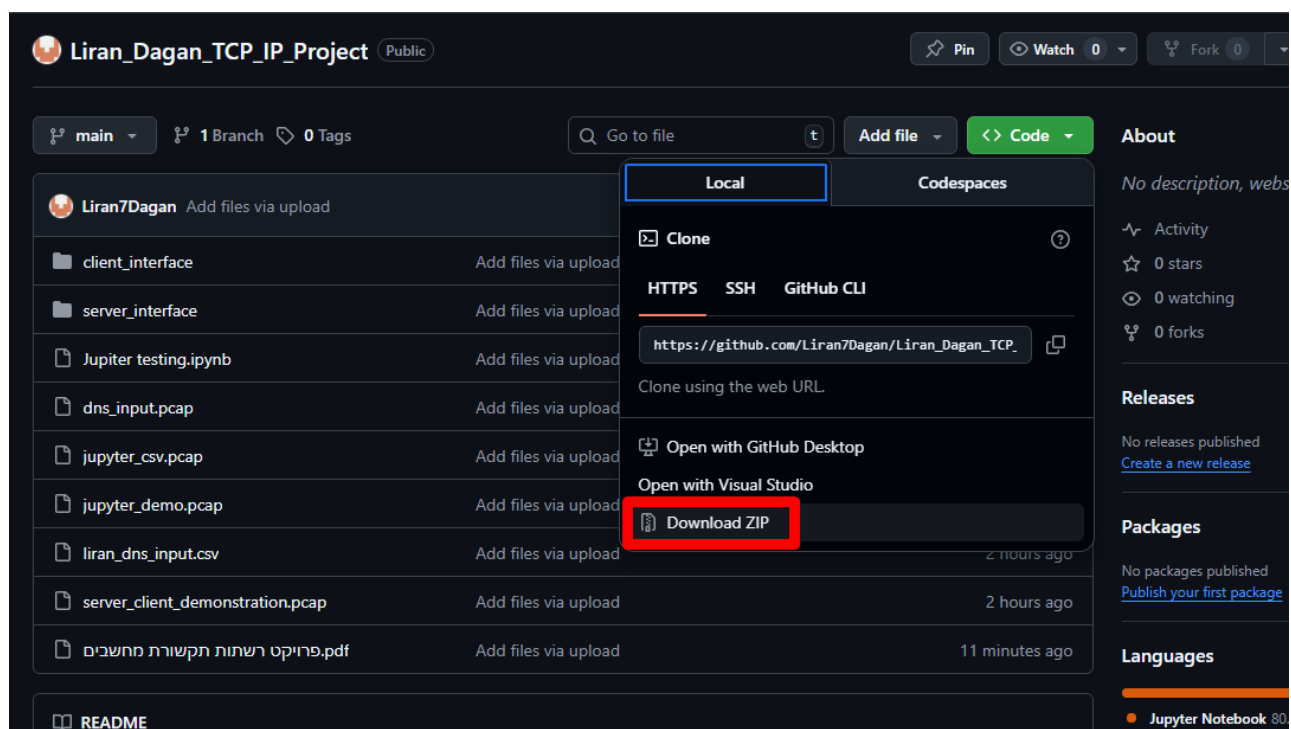 Liran_Dagan_TCP_IP_Project Public
Pin
Watch 0
Fork 0
main
1 Branch
0 Tags
Go to file t
Add file
<> Code
Liran7Dagan Add files via upload
client_interface Add files via upload
server_interface Add files via upload
Jupiter testing.ipynb Add files via upload
dns_input.pcap Add files via upload
jupyter_csv.pcap Add files via upload
jupyter_demo.pcap Add files via upload
liran_dns_input.csv Add files via upload 2 hours ago
server_client_demonstration.pcap Add files via upload 2 hours ago
פרויקט רשתות תקשורת מחשבים.pdf Add files via upload 11 minutes ago
README
Local Codespaces
Clone
HTTPS SSH GitHub CLI
https://github.com/Liran7Dagan/Liran_Dagan_TCP_
Clone using the web URL.
Open with GitHub Desktop
Open with Visual Studio
Download ZIP
About
No description, webs
Activity
0 stars
0 watching
0 forks
Releases
No releases published
Create a new release
Packages
No packages published
Publish your first package
Languages
Jupyter Notebook 80.